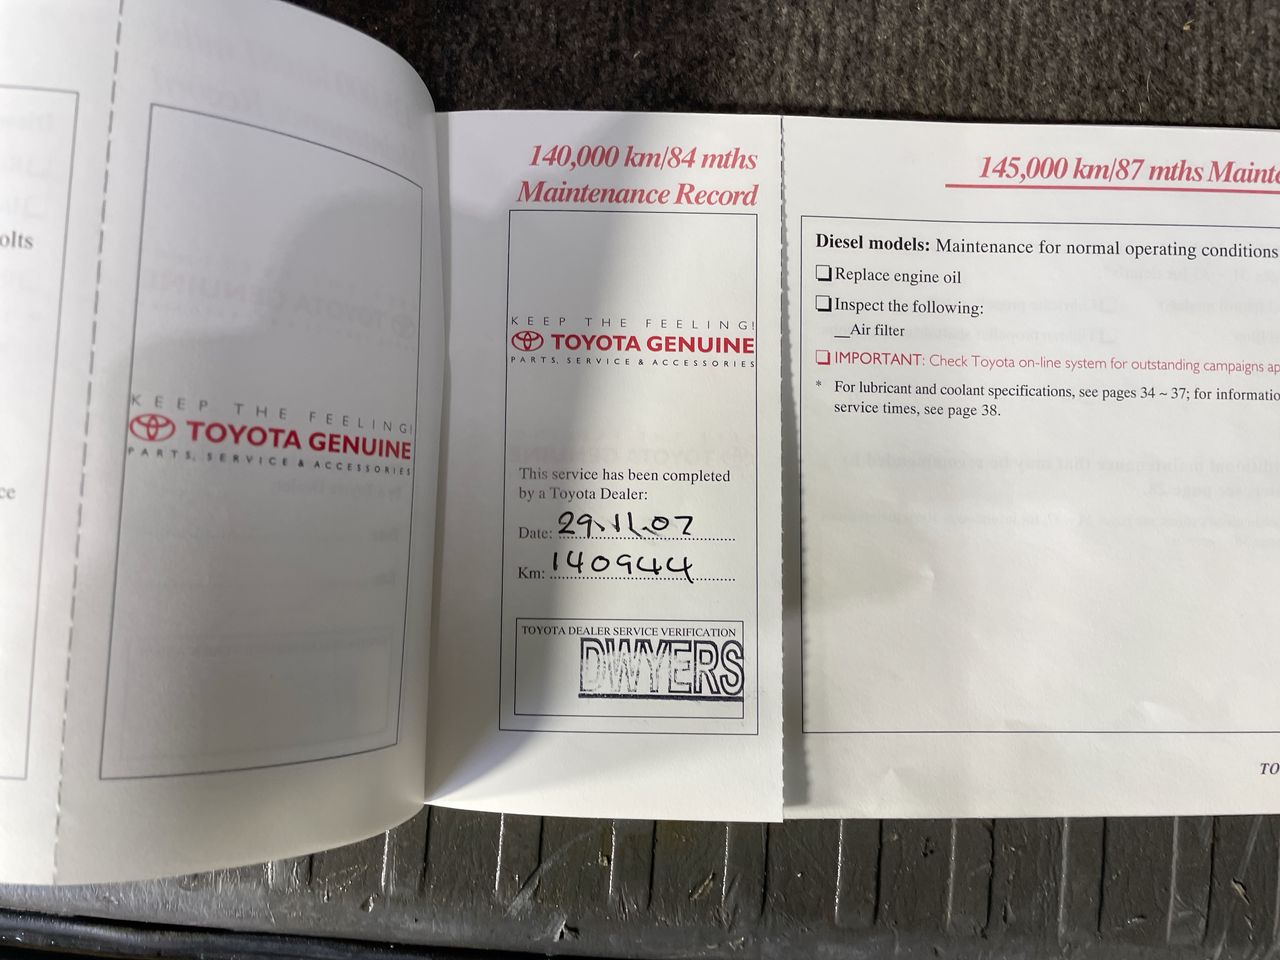 olts
ce
KEEP THE FEELING!
TOYOTA GENUINE
PARTS, SERVICE & ACCESSORIES
140,000 km/84 mths
Maintenance Record
KEEP THE FEELING!
TOYOTA GENUINE
PARTS, SERVICE & ACCESSORIES
This service has been completed
by a Toyota Dealer:
Date: 29.11.07
Km: 140944
TOYOTA DEALER SERVICE VERIFICATION
DWYERS
145,000 km/87 mths Mainte
Diesel models: Maintenance for normal operating conditions
Replace engine oil
Inspect the following:
__Air filter
IMPORTANT: Check Toyota on-line system for outstanding campaigns ap
* For lubricant and coolant specifications, see pages 34 ~ 37; for informatio
service times, see page 38.
TO